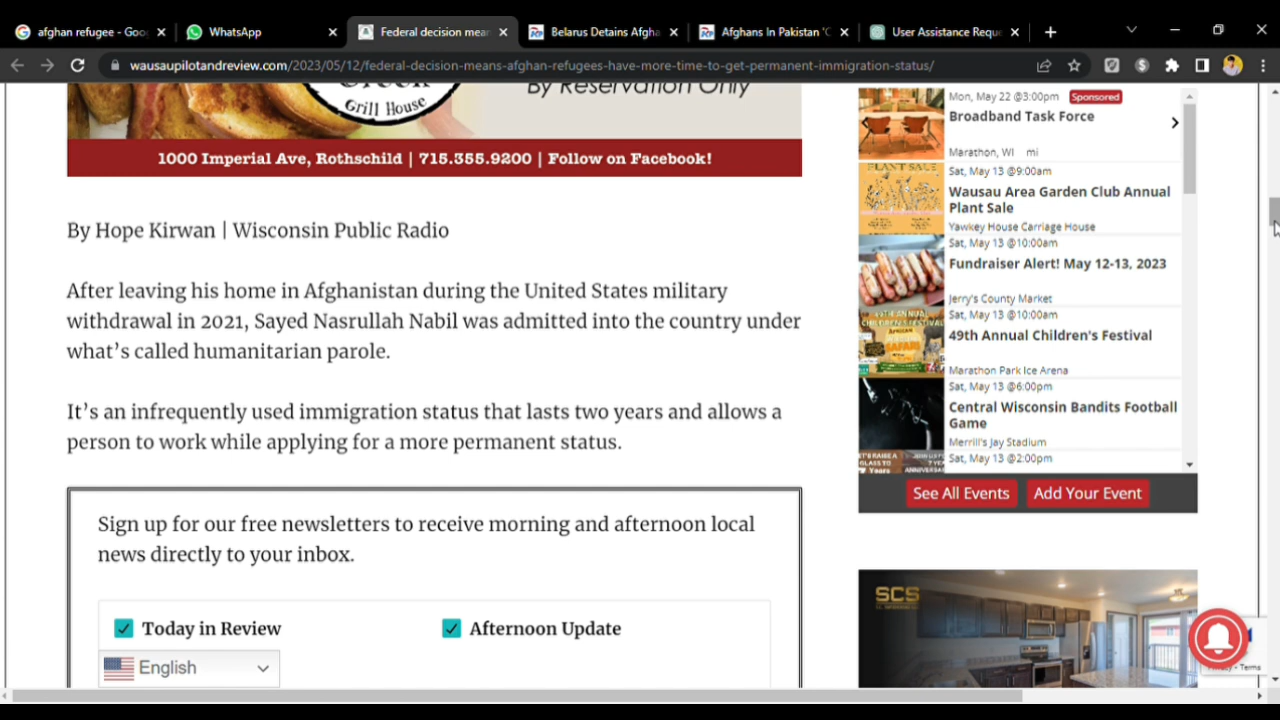 afghan refugee - Goo
WhatsApp
Federal decision mean
Belarus Detains Afgha
Afghans In Pakistan 'C
User Assistance Reque
wausaupilotandreview.com/2023/05/12/federal-decision-means-afghan-refugees-have-more-time-to-get-permanent-immigration-status/
Grill House
By Reservation Only
1000 Imperial Ave, Rothschild | 715.355.9200 | Follow on Facebook!
By Hope Kirwan | Wisconsin Public Radio
After leaving his home in Afghanistan during the United States military
withdrawal in 2021, Sayed Nasrullah Nabil was admitted into the country under
what’s called humanitarian parole.
It’s an infrequently used immigration status that lasts two years and allows a
person to work while applying for a more permanent status.
Sign up for our free newsletters to receive morning and afternoon local
news directly to your inbox.
Today in Review
Afternoon Update
English
Mon, May 22 @3:00pm Sponsored
Broadband Task Force
Marathon, WI mi
PLANT SALE
Sat, May 13 @9:00am
Wausau Area Garden Club Annual
Plant Sale
Yawkey House Carriage House
Sat, May 13 @10:00am
Fundraiser Alert! May 12-13, 2023
Jerry's County Market
Sat, May 13 @10:00am
49th Annual Children's Festival
Marathon Park Ice Arena
Sat, May 13 @6:00pm
Central Wisconsin Bandits Football
Game
Merrill's Jay Stadium
Sat, May 13 @2:00pm
See All Events
Add Your Event
SCS